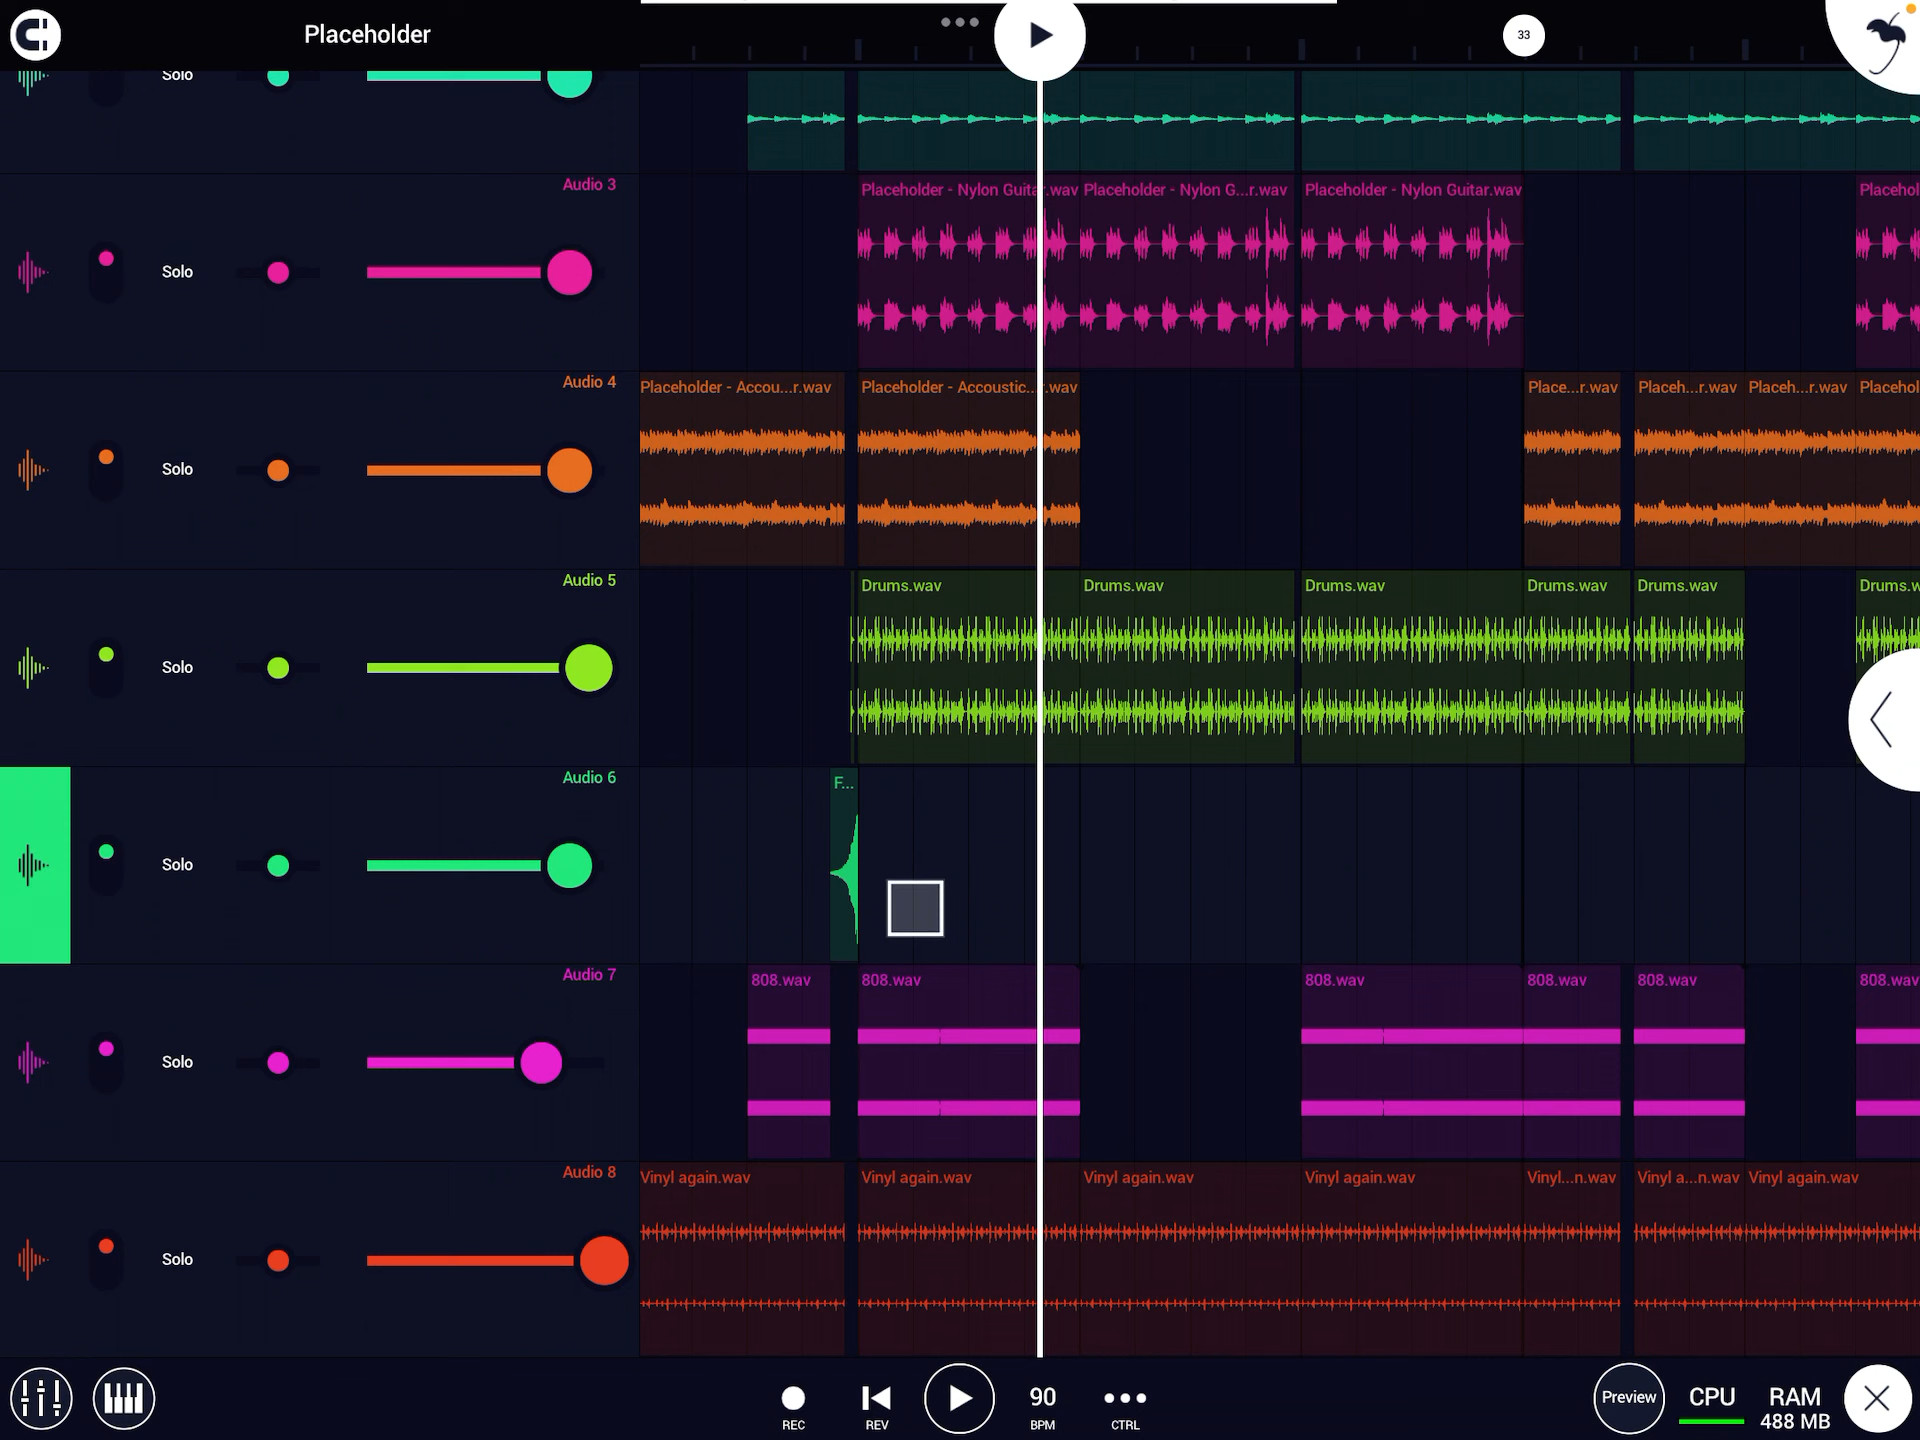 Placeholder
33
Solo
Audio 3
Placeholder - Nylon Guitar.wav
Placeholder - Nylon G...r.wav
Placeholder - Nylon Guitar.wav
Placehol
Solo
Audio 4
Placeholder - Accou...r.wav
Placeholder - Accoustic...r.wav
Place...r.wav
Placeh...r.wav
Placeh...r.wav
Placehol
Solo
Audio 5
Drums.wav
Drums.wav
Drums.wav
Drums.wav
Drums.wav
Drums.w
Solo
Audio 6
F...
Solo
Audio 7
808.wav
808.wav
808.wav
808.wav
808.wav
808.wav
Solo
Audio 8
Vinyl again.wav
Vinyl again.wav
Vinyl again.wav
Vinyl again.wav
Vinyl...n.wav
Vinyl a...n.wav
Vinyl again.wav
Solo
REC
REV
90
BPM
CTRL
Preview
CPU
RAM
488 MB